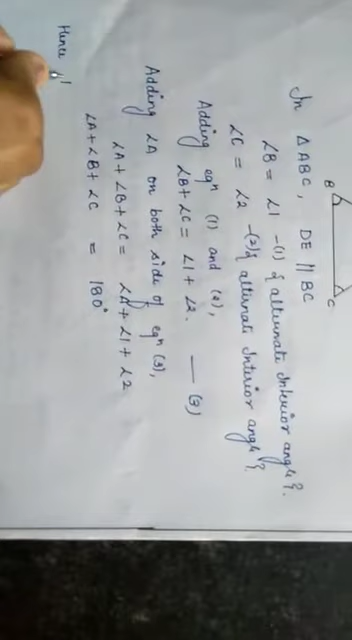 B C
In △ABC, DE || BC
∠B = ∠1 -(1) { alternate Interior angle }.
∠C = ∠2 -(2) { alternate Interior angle }.
Adding eqⁿ (1) and (2),
∠B+∠C = ∠1+∠2. — (3)
Adding ∠A on both side of eqⁿ (3),
∠A+∠B+∠C = ∠A+∠1+∠2
∠A+∠B+∠C = 180°
Hence